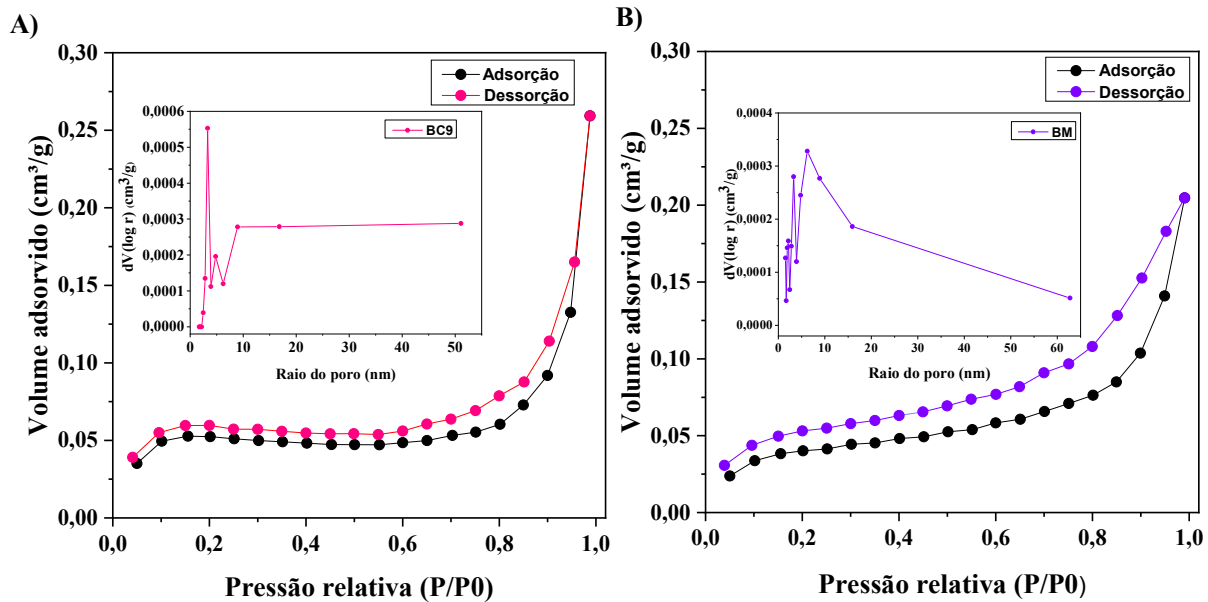 A)
Volume adsorvido (cm³/g)
0,30
0,25
0,20
0,15
0,10
0,05
0,00
0,0 0,2 0,4 0,6 0,8 1,0
Pressão relativa (P/P0)
Adsorção
Dessorção
dV(log r) (cm³/g)
0,0006
0,0005
0,0004
0,0003
0,0002
0,0001
0,0000
0 10 20 30 40 50
Raio do poro (nm)
BC9
B)
Volume adsorvido (cm³/g)
0,30
0,25
0,20
0,15
0,10
0,05
0,00
0,0 0,2 0,4 0,6 0,8 1,0
Pressão relativa (P/P0)
Adsorção
Dessorção
dV(log r) (cm³/g)
0,0004
0,0003
0,0002
0,0001
0,0000
0 10 20 30 40 50 60
Raio do poro (nm)
BM